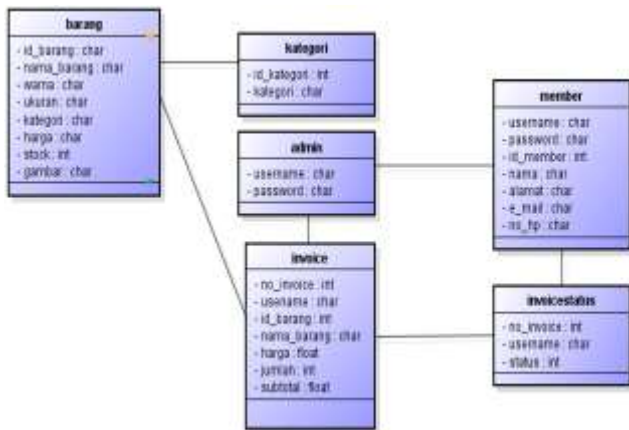 barang
- id_barang : char
- nama_barang : char
- warna : char
- ukuran : char
- kategori : char
- harga : char
- stock : int
- gambar : char
kategori
- id_kategori : int
- kategori : char
admin
- username : char
- password : char
member
- username : char
- password : char
- id_member : int
- nama : char
- alamat : char
- e_mail : char
- no_hp : char
invoice
- no_invoice : int
- usename : char
- id_barang : int
- nama_barang : char
- harga : float
- jumlah : int
- subtotal : float
invoicestatus
- no_invoice : int
- username : char
- status : int